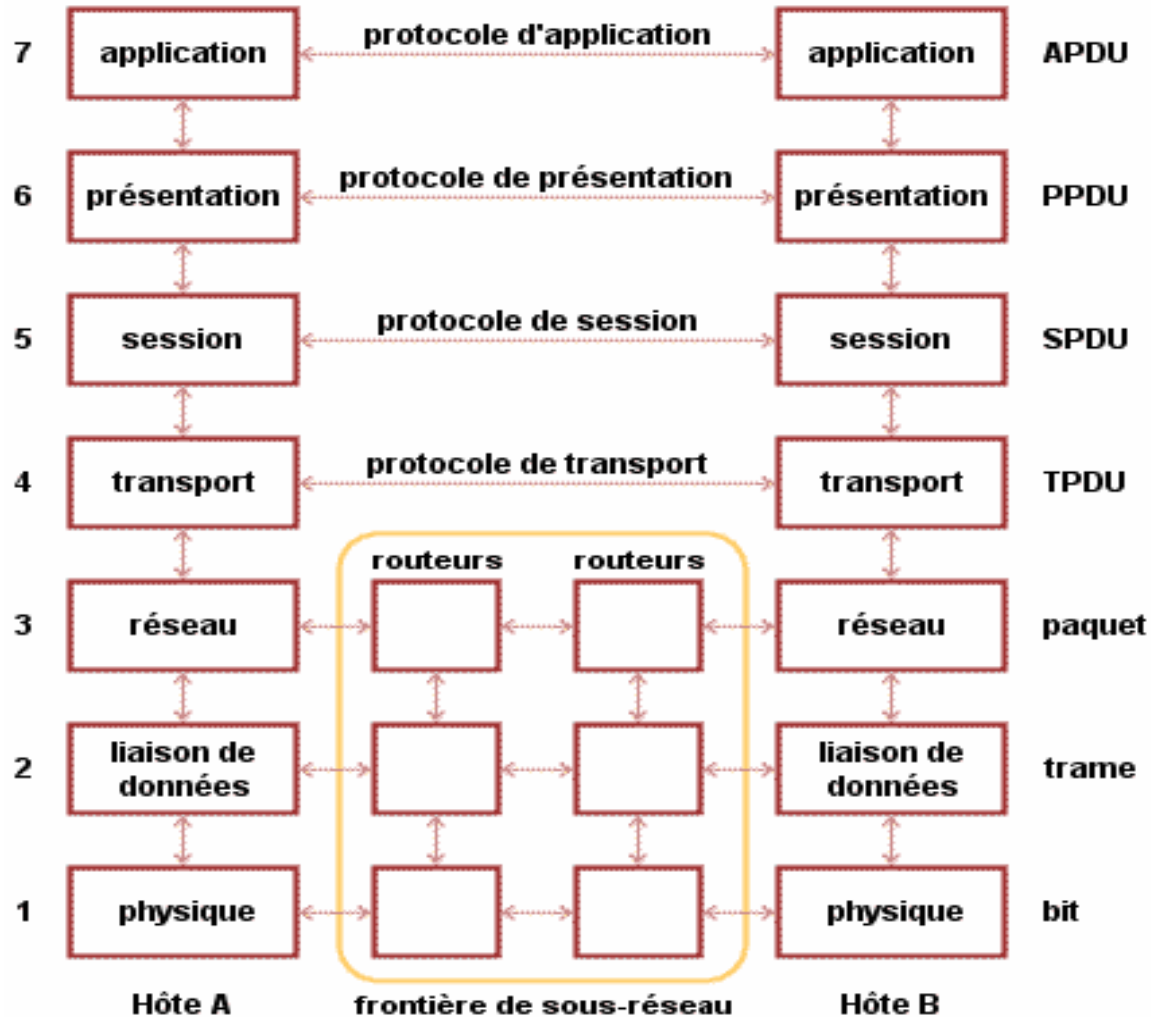 7 application protocole d'application application APDU
6 présentation protocole de présentation présentation PPDU
5 session protocole de session session SPDU
4 transport protocole de transport transport TPDU
routeurs routeurs
3 réseau réseau paquet
2 liaison de données liaison de données trame
1 physique physique bit
Hôte A frontière de sous-réseau Hôte B